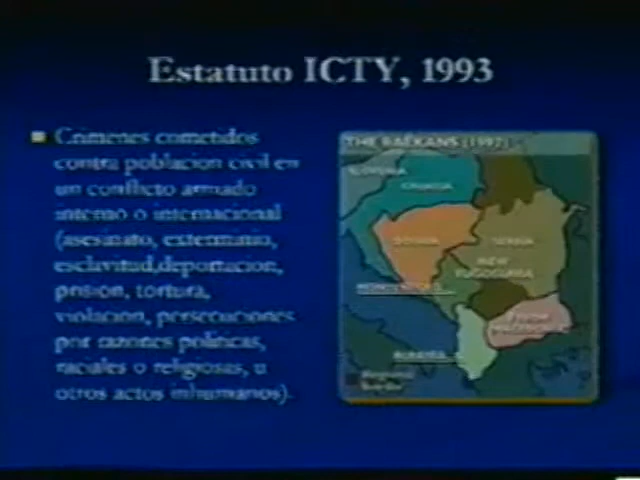 Estatuto ICTY, 1993
Crimenes cometidos
contra poblacion civil en
un conflicto armado
interno o internacional
(asesinato, exterminio,
esclavitud,deportacion,
prision, tortura,
violacion, persecuciones
por razones politicas,
raciales o religiosas, u
otros actos inhumanos).
THE BALKANS (1997)
SLOVENIA
CROATIA
BOSNIA
SERBIA
NEW
YUGOSLAVIA
MONTENEGRO
MACEDONIA
ALBANIA